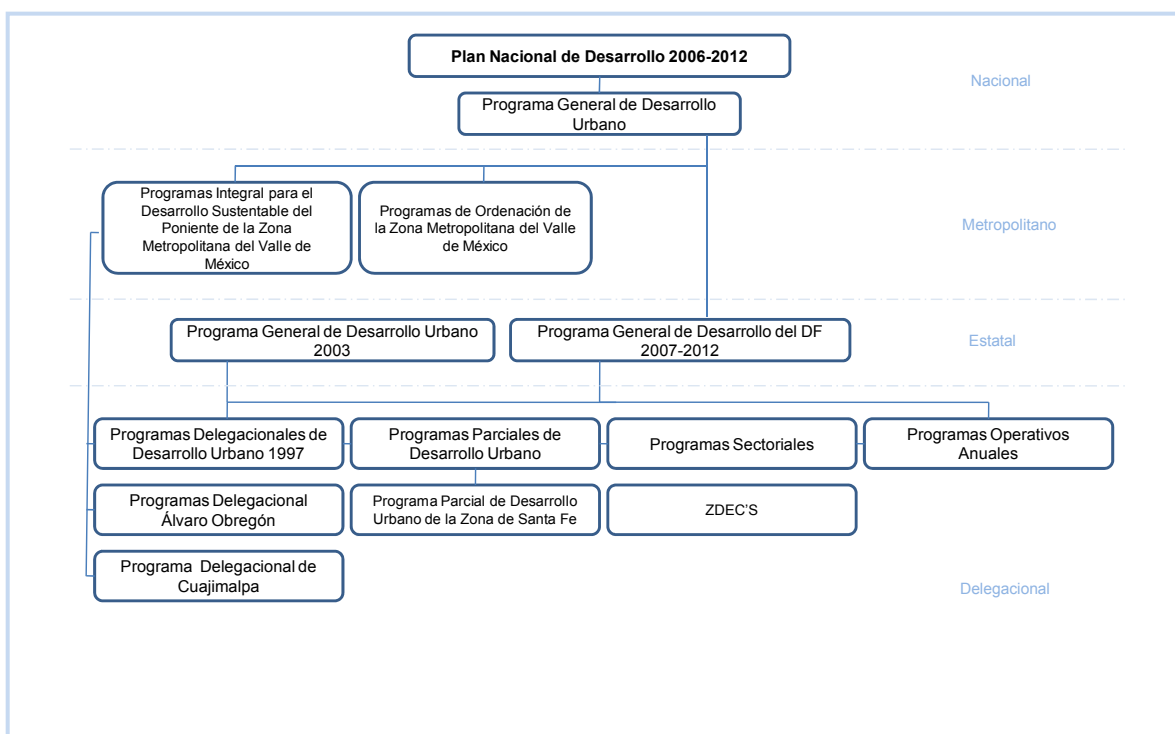 Plan Nacional de Desarrollo 2006-2012
Nacional
Programa General de Desarrollo
Urbano
Programas Integral para el
Desarrollo Sustentable del
Poniente de la Zona
Metropolitana del Valle de
México
Programas de Ordenación de
la Zona Metropolitana del Valle
de México
Metropolitano
Programa General de Desarrollo Urbano
2003
Programa General de Desarrollo del DF
2007-2012
Estatal
Programas Delegacionales de
Desarrollo Urbano 1997
Programas Parciales de
Desarrollo Urbano
Programas Sectoriales
Programas Operativos
Anuales
Programas Delegacional
Álvaro Obregón
Programa Parcial de Desarrollo
Urbano de la Zona de Santa Fe
ZDEC'S
Programa Delegacional de
Cuajimalpa
Delegacional